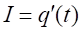 I = q′(t)